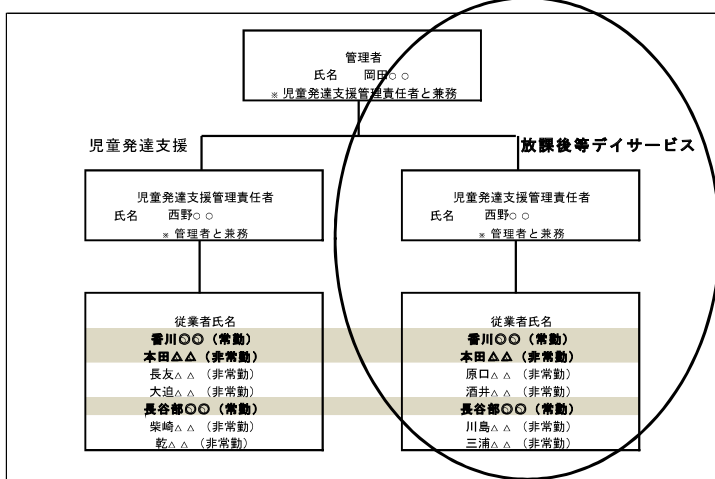 管理者
氏名 岡田○○
※ 児童発達支援管理責任者と兼務
児童発達支援
放課後等デイサービス
児童発達支援管理責任者
氏名 西野○○
※ 管理者と兼務
児童発達支援管理責任者
氏名 西野○○
※ 管理者と兼務
従業者氏名
香川◎◎（常勤）
本田△△（非常勤）
長友△△（非常勤）
大迫△△（非常勤）
長谷部◎◎（常勤）
柴崎△△（非常勤）
乾△△（非常勤）
従業者氏名
香川◎◎（常勤）
本田△△（非常勤）
原口△△（非常勤）
酒井△△（非常勤）
長谷部◎◎（常勤）
川島△△（非常勤）
三浦△△（非常勤）